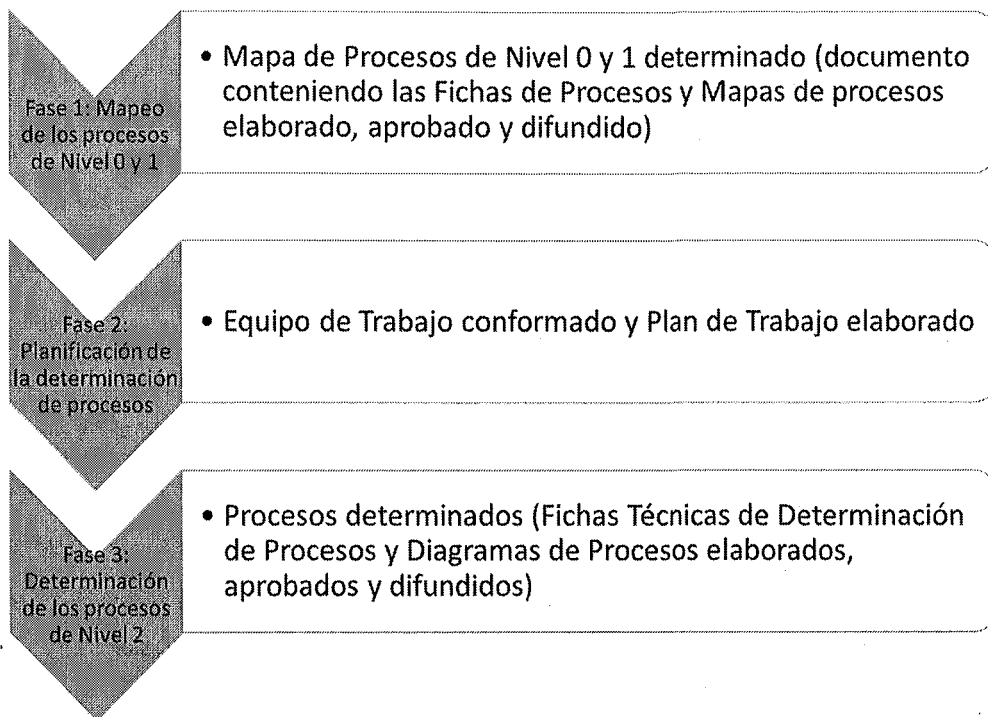 Fase 1: Mapeo
de los procesos
de Nivel 0 y 1
• Mapa de Procesos de Nivel 0 y 1 determinado (documento
conteniendo las Fichas de Procesos y Mapas de procesos
elaborado, aprobado y difundido)
Fase 2:
Planificación de
la determinación
de procesos
• Equipo de Trabajo conformado y Plan de Trabajo elaborado
Fase 3:
Determinación
de los procesos
de Nivel 2
• Procesos determinados (Fichas Técnicas de Determinación
de Procesos y Diagramas de Procesos elaborados,
aprobados y difundidos)